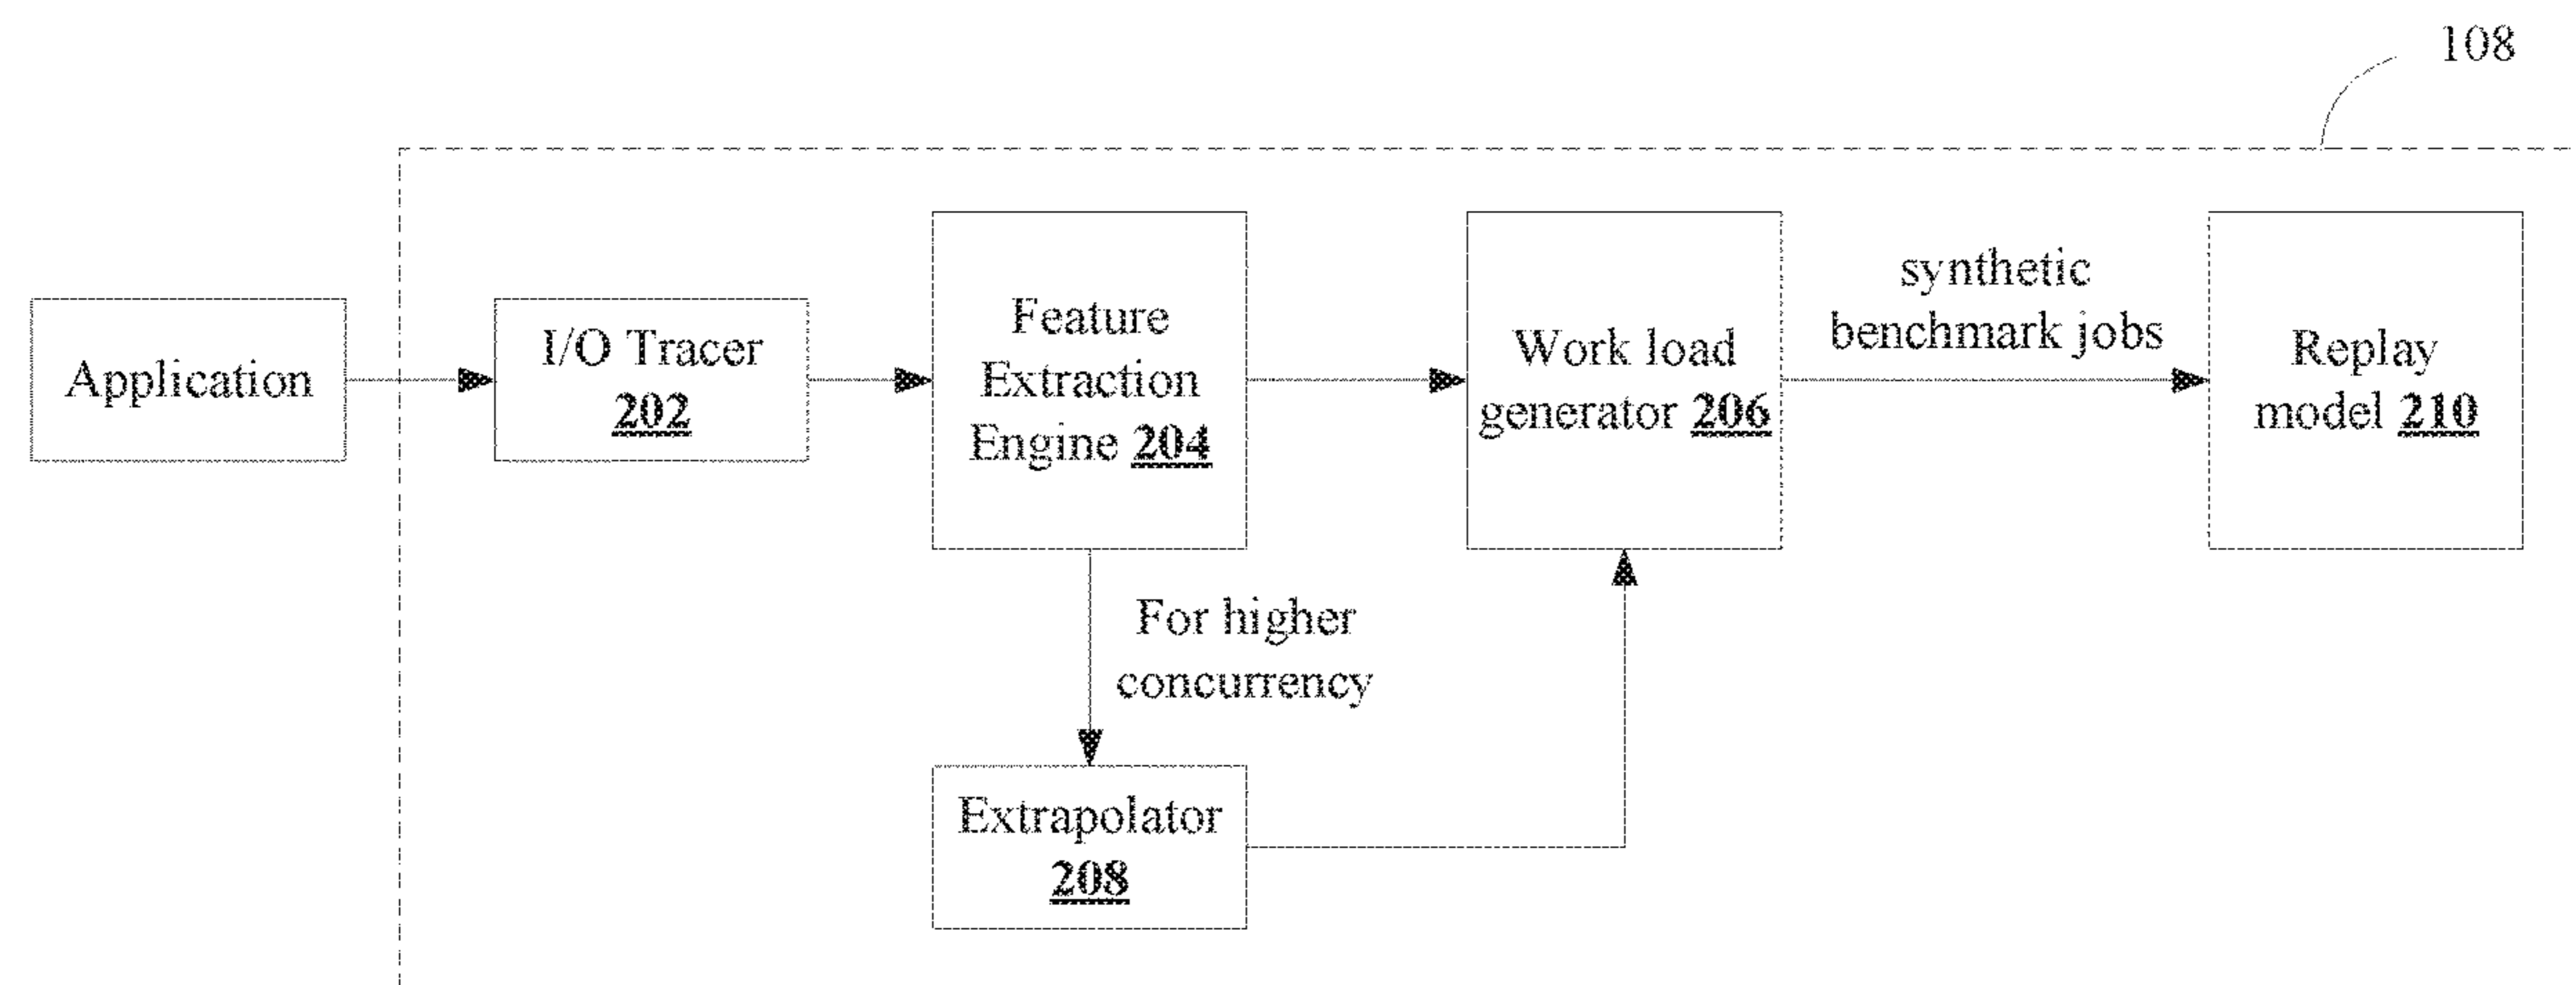 108
Application
I/O Tracer
202
Feature
Extraction
Engine 204
Work load
generator 206
synthetic
benchmark jobs
Replay
model 210
For higher
concurrency
Extrapolator
208